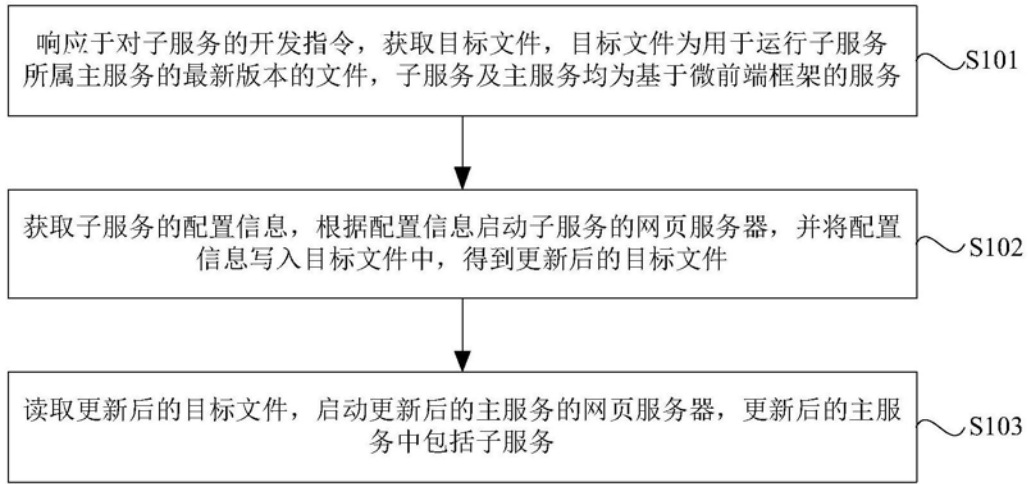 响应于对子服务的开发指令，获取目标文件，目标文件为用于运行子服务
所属主服务的最新版本的文件，子服务及主服务均为基于微前端框架的服务
S101
获取子服务的配置信息，根据配置信息启动子服务的网页服务器，并将配置
信息写入目标文件中，得到更新后的目标文件
S102
读取更新后的目标文件，启动更新后的主服务的网页服务器，更新后的主服
务中包括子服务
S103